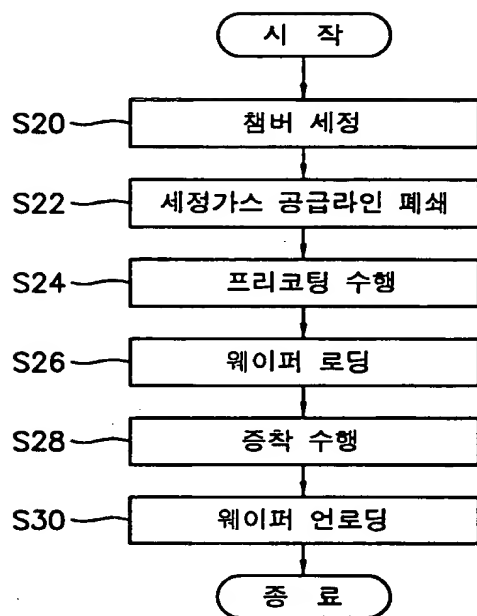 시 작
S20 챔버 세정
S22 세정가스 공급라인 폐쇄
S24 프리코팅 수행
S26 웨이퍼 로딩
S28 증착 수행
S30 웨이퍼 언로딩
종 료